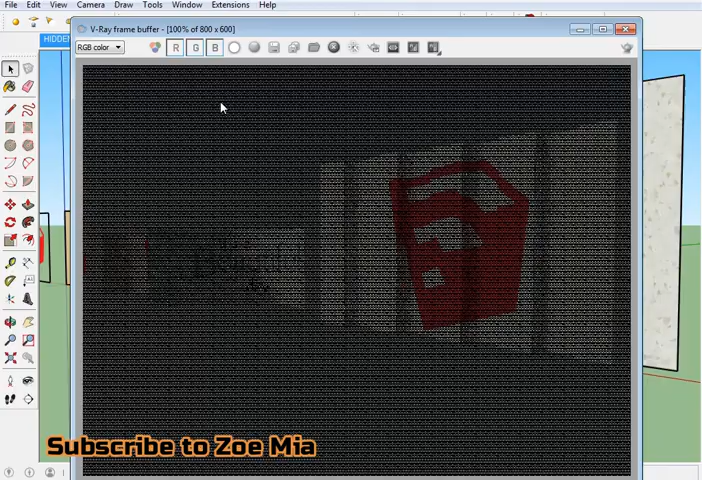 File Edit View Camera Draw Tools Window Extensions Help
V-Ray frame buffer - [100% of 800 x 600]
HIDDEN
RGB color
R G B
Subscribe to Zoe Mia